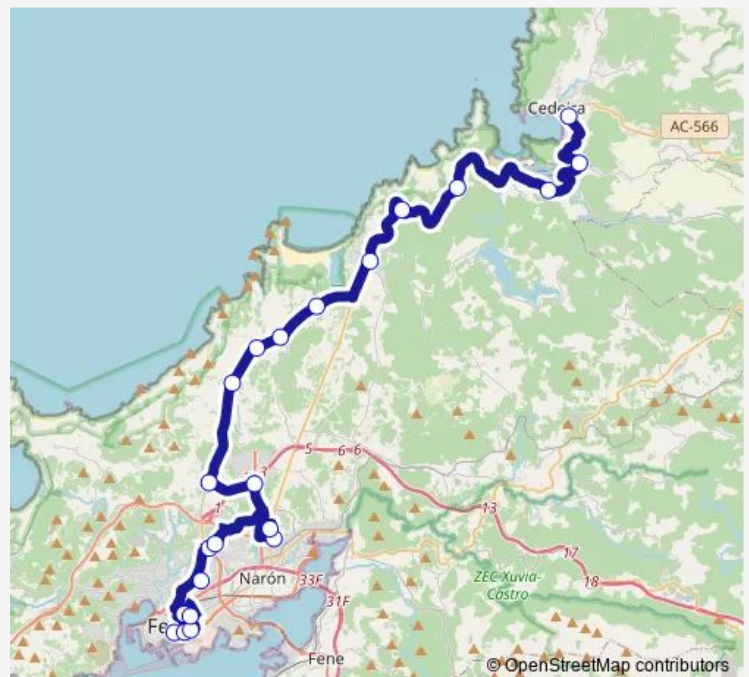 Cedeira
AC-566
5
6
6
3
1
13
17
ZEC Xuvia-
Castro
18
Narón
33F
31F
Fe
Fene
© OpenStreetMap contributors